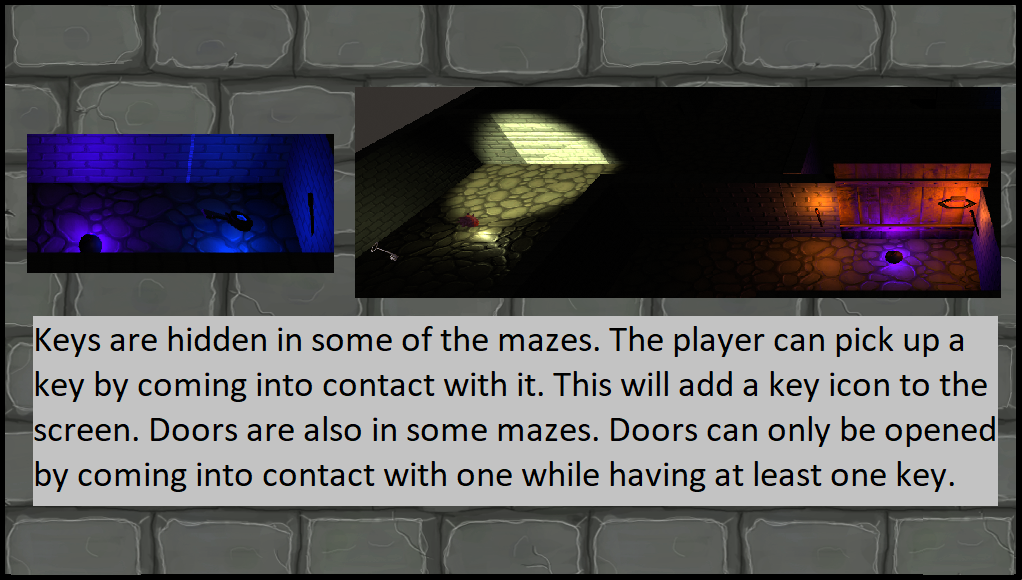 Keys are hidden in some of the mazes. The player can pick up a
key by coming into contact with it. This will add a key icon to the
screen. Doors are also in some mazes. Doors can only be opened
by coming into contact with one while having at least one key.